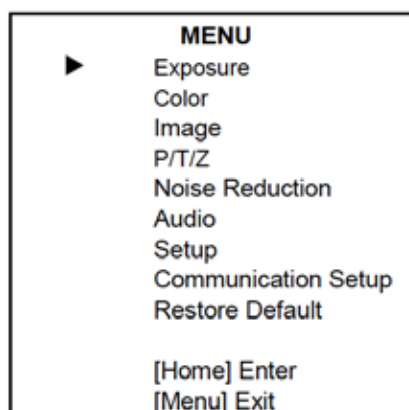 MENU
▶ Exposure
Color
Image
P/T/Z
Noise Reduction
Audio
Setup
Communication Setup
Restore Default
[Home] Enter
[Menu] Exit